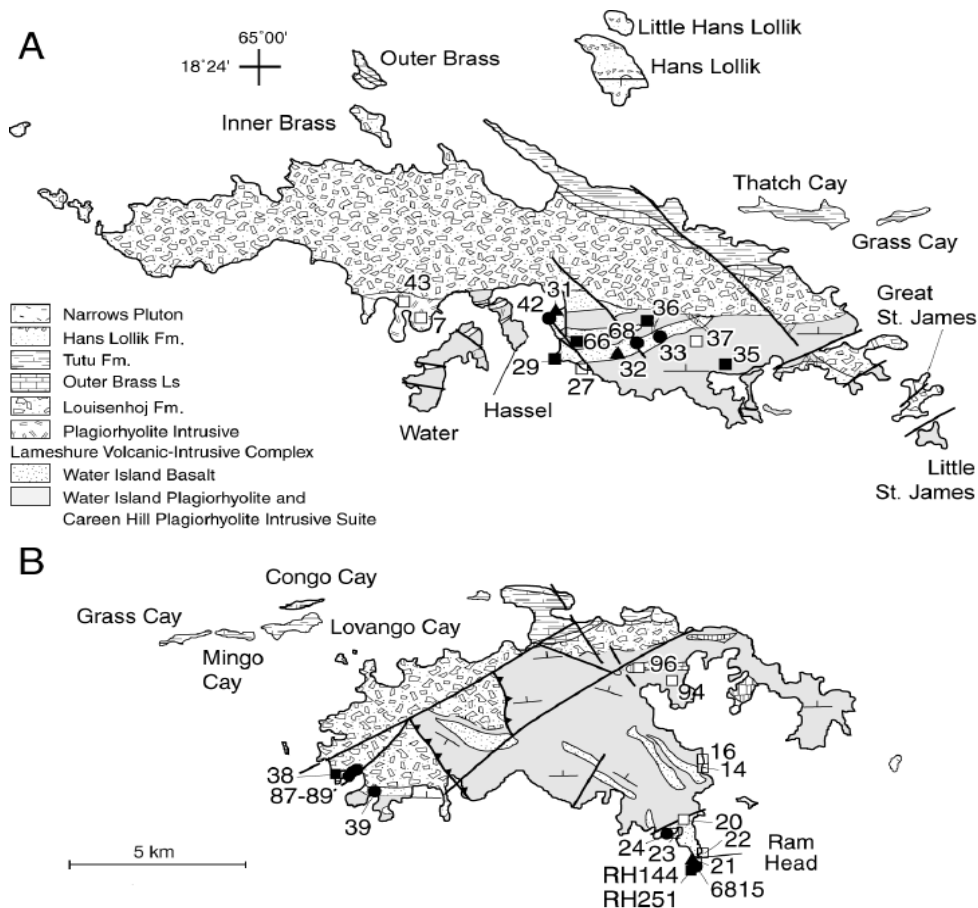 A
65°00'
18°24'
Outer Brass
Inner Brass
Little Hans Lollik
Hans Lollik
Thatch Cay
Grass Cay
Great
St. James
43
7
31
42
36
68
66
37
33
35
32
29
27
Hassel
Water
Little
St. James
Narrows Pluton
Hans Lollik Fm.
Tutu Fm.
Outer Brass Ls
Louisenhoj Fm.
Plagiorhyolite Intrusive
Lameshure Volcanic-Intrusive Complex
Water Island Basalt
Water Island Plagiorhyolite and
Careen Hill Plagiorhyolite Intrusive Suite
B
Congo Cay
Grass Cay
Lovango Cay
Mingo
Cay
96
94
16
14
38
87-89
39
20
24
23
22
21
Ram
Head
RH144
RH251
6815
5 km